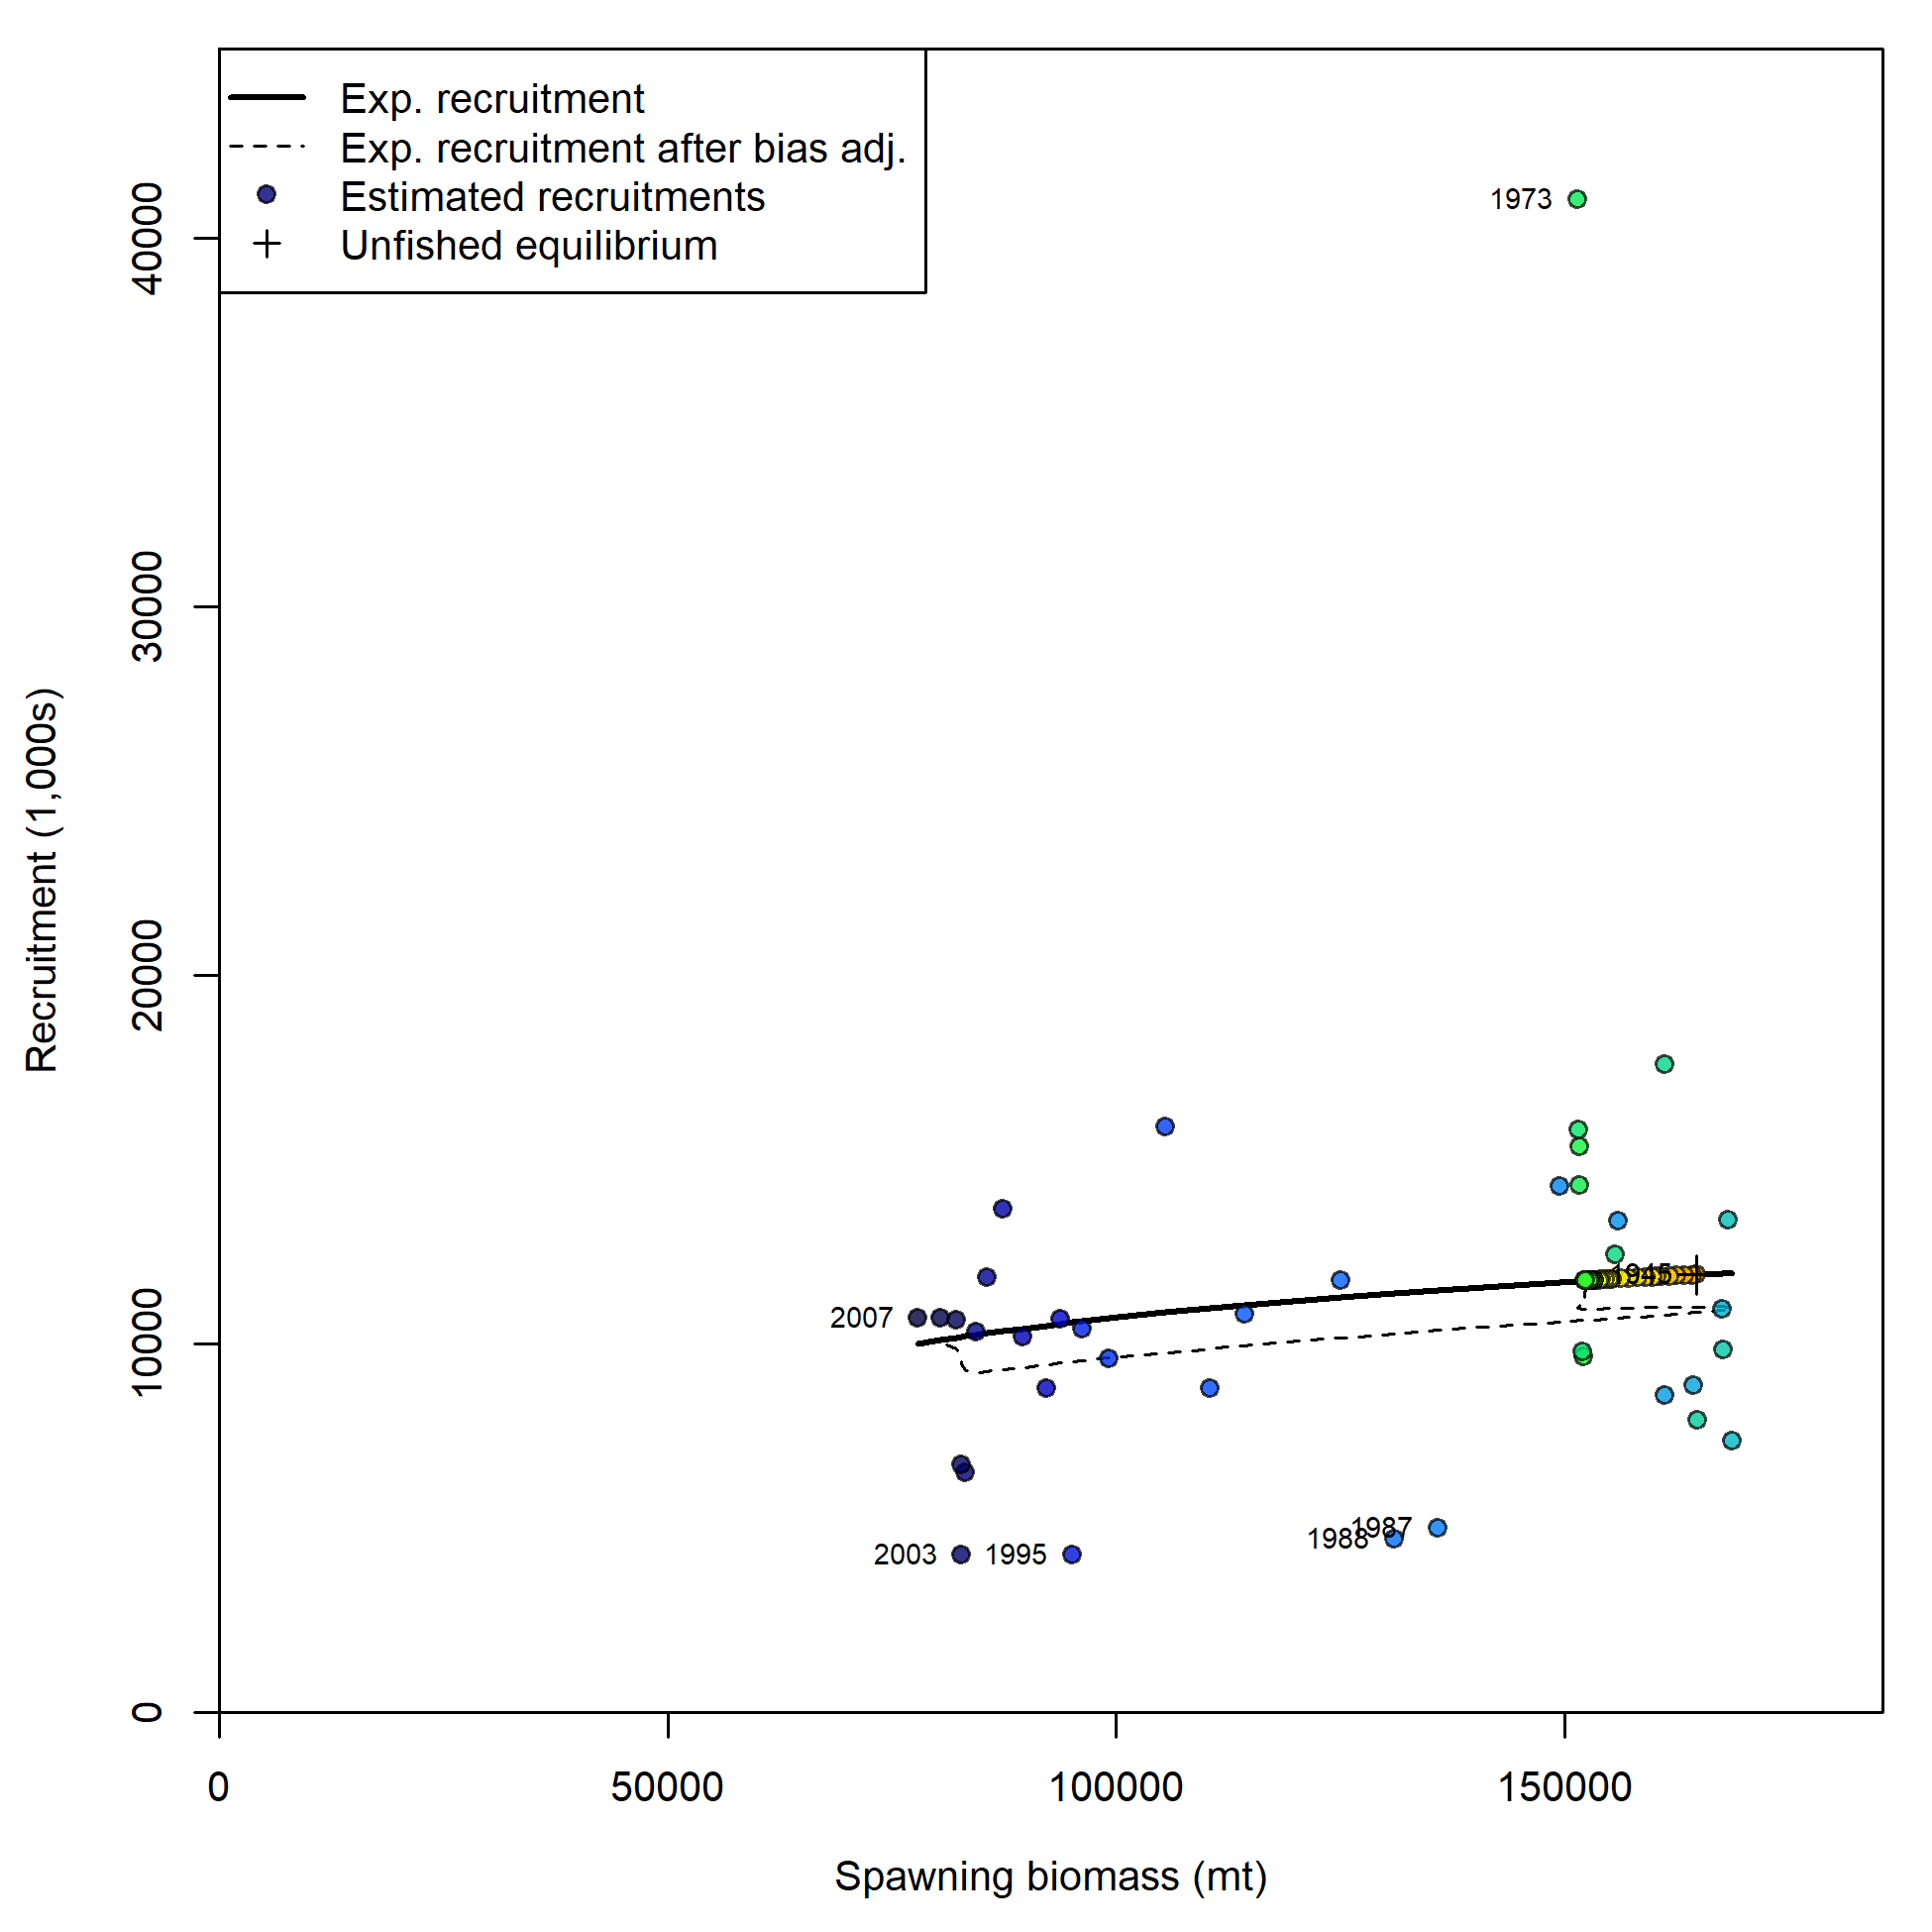 Exp. recruitment
Exp. recruitment after bias adj.
Estimated recruitments
Unfished equilibrium
1973
40000
30000
20000
10000
0
Recruitment (1,000s)
1945
2007
1987
1988
2003
1995
0
50000
100000
150000
Spawning biomass (mt)